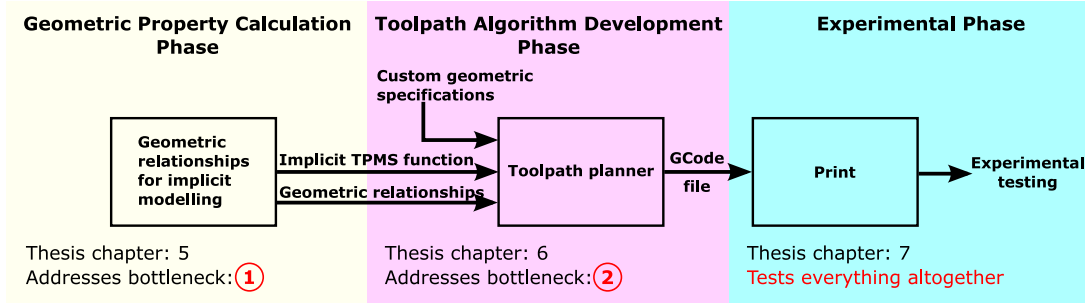 Geometric Property Calculation
Phase
Toolpath Algorithm Development
Phase
Experimental Phase
Custom geometric
specifications
Geometric
relationships
for implicit
modelling
Implicit TPMS function
Geometric relationships
Toolpath planner
GCode
file
Print
Experimental
testing
Thesis chapter: 5
Addresses bottleneck: 1
Thesis chapter: 6
Addresses bottleneck: 2
Thesis chapter: 7
Tests everything altogether